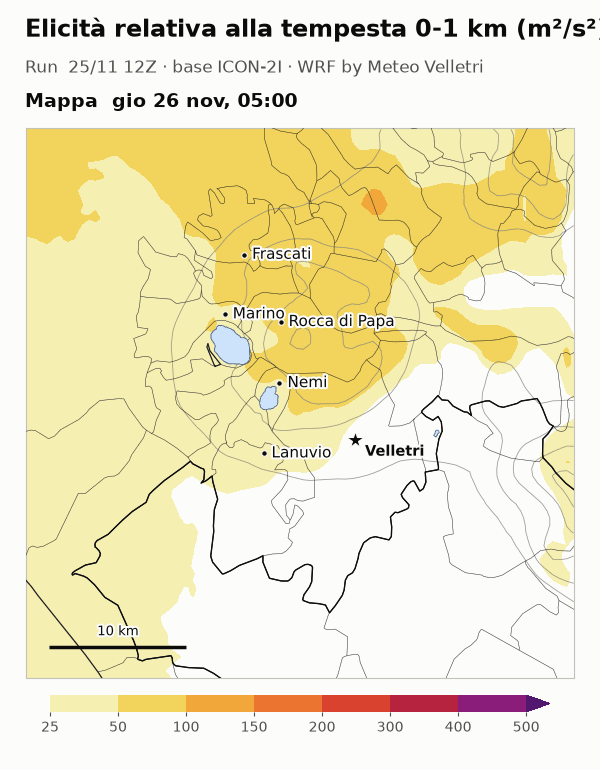 Elicità relativa alla tempesta 0-1 km (m²/s²)
Run  25/11 12Z · base ICON-2I · WRF by Meteo Velletri
Mappa  gio 26 nov, 05:00
Frascati
Marino
Rocca di Papa
Nemi
Velletri
Lanuvio
10 km
25 50 100 150 200 300 400 500